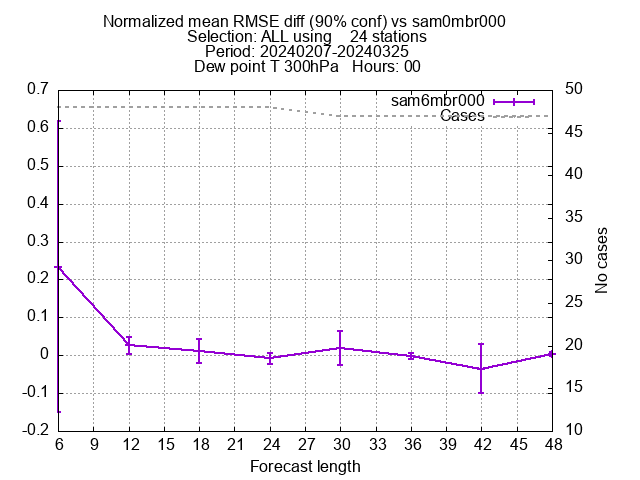 Normalized mean RMSE diff (90% conf) vs sam0mbr000
Selection: ALL using    24 stations
Period: 20240207-20240325
Dew point T 300hPa   Hours: 00
sam6mbr000
Cases
0.7
0.6
0.5
0.4
0.3
0.2
0.1
0
-0.1
-0.2
50
45
40
35
30
25
20
15
10
No cases
6 9 12 15 18 21 24 27 30 33 36 39 42 45 48
Forecast length